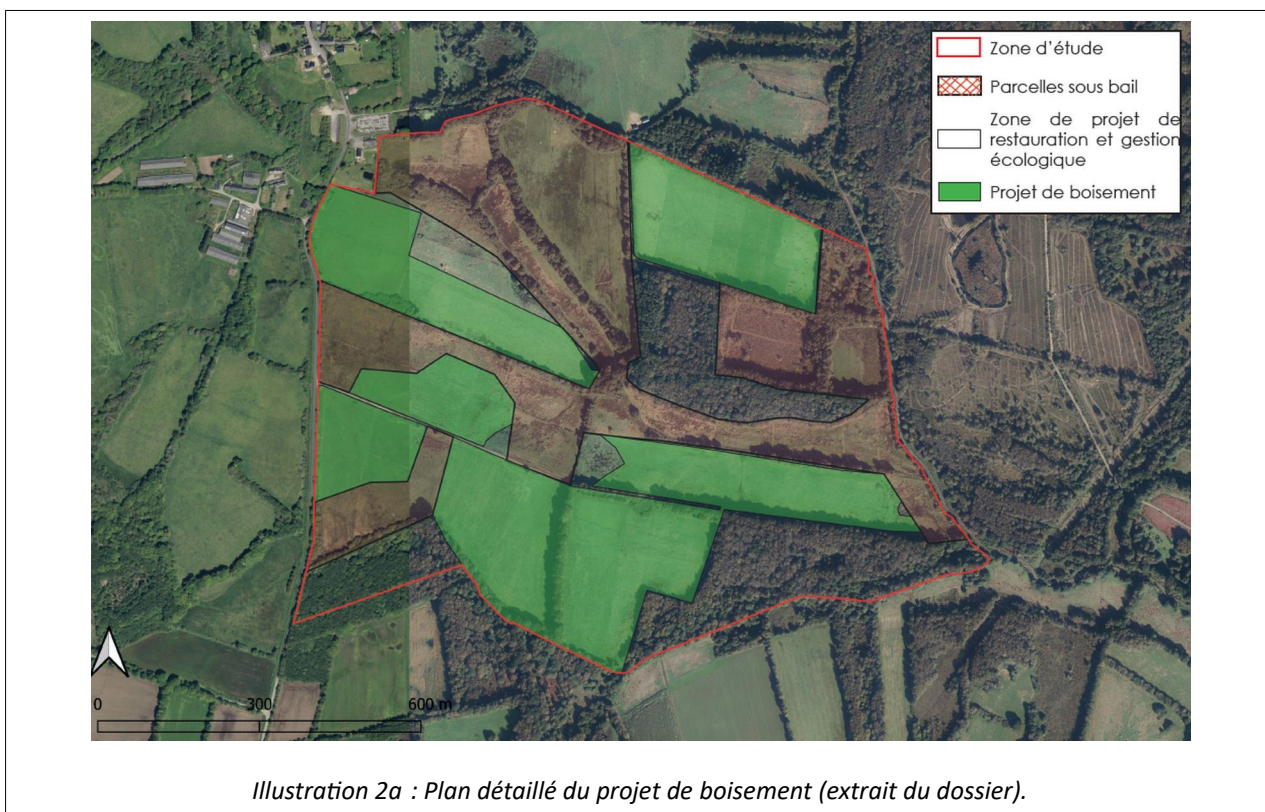 Zone d'étude
Parcelles sous bail
Zone de projet de
restauration et gestion
écologique
Projet de boisement
0 300 600 m
Illustration 2a : Plan détaillé du projet de boisement (extrait du dossier).